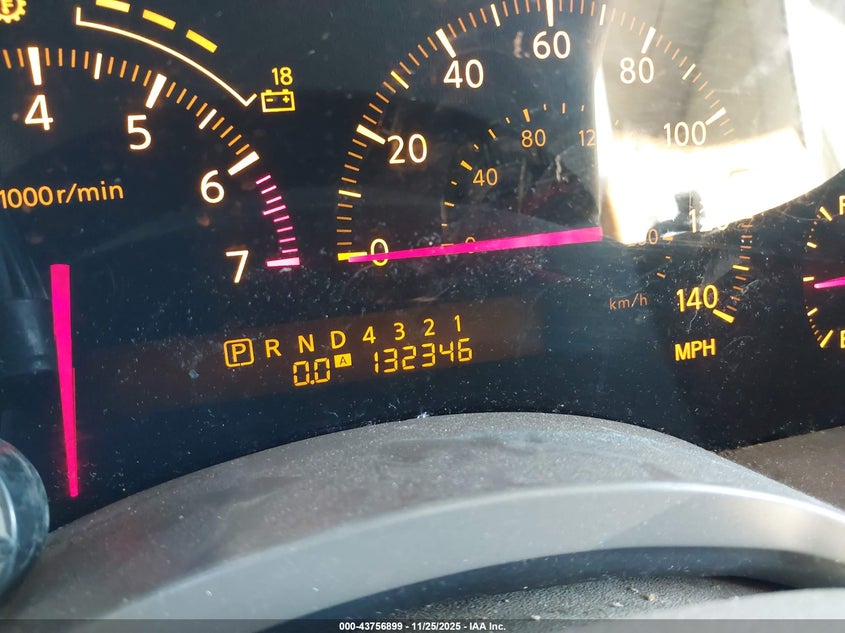 18
4 5 6 7
1000r/min
0 20 40 60 80 100 140
40 80
km/h
MPH
P R N D 4 3 2 1
0.0 A 132346
000-43756899 - 11/25/2025 - IAA Inc.